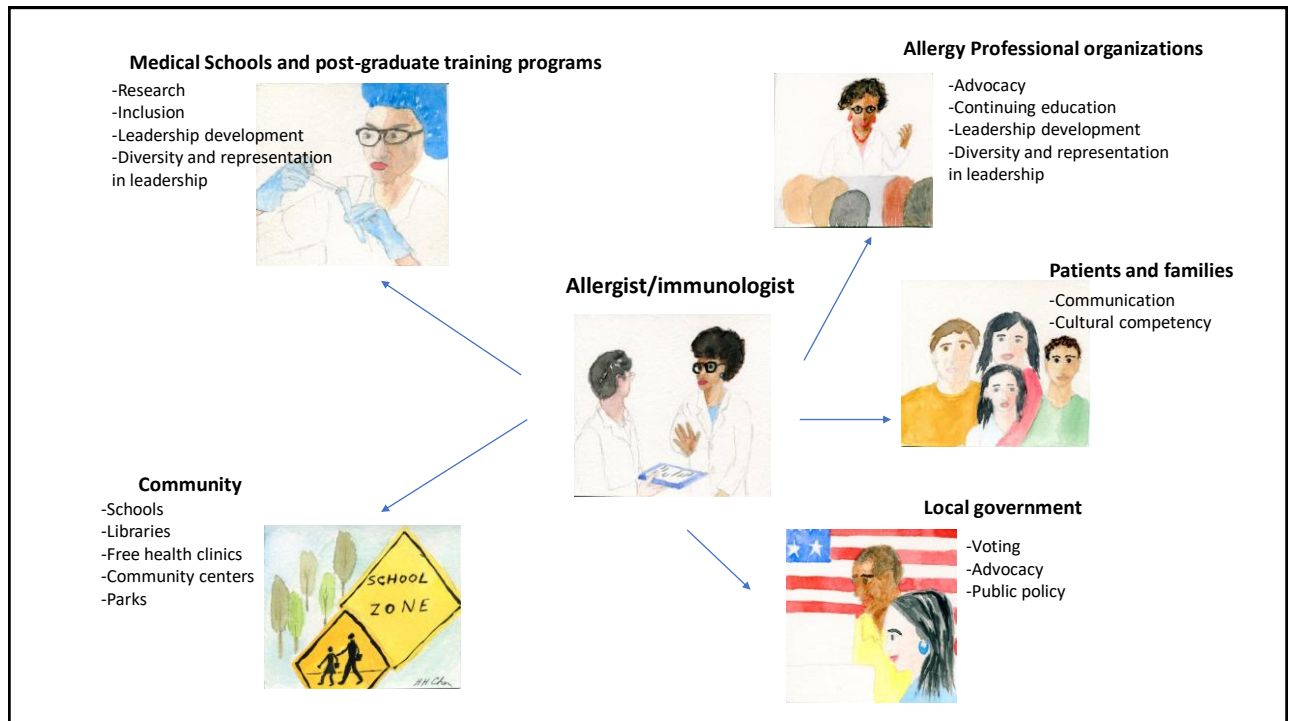 Medical Schools and post-graduate training programs
-Research
-Inclusion
-Leadership development
-Diversity and representation
in leadership
Allergy Professional organizations
-Advocacy
-Continuing education
-Leadership development
-Diversity and representation
in leadership
Allergist/immunologist
Patients and families
-Communication
-Cultural competency
Community
-Schools
-Libraries
-Free health clinics
-Community centers
-Parks
SCHOOL
ZONE
Local government
-Voting
-Advocacy
-Public policy